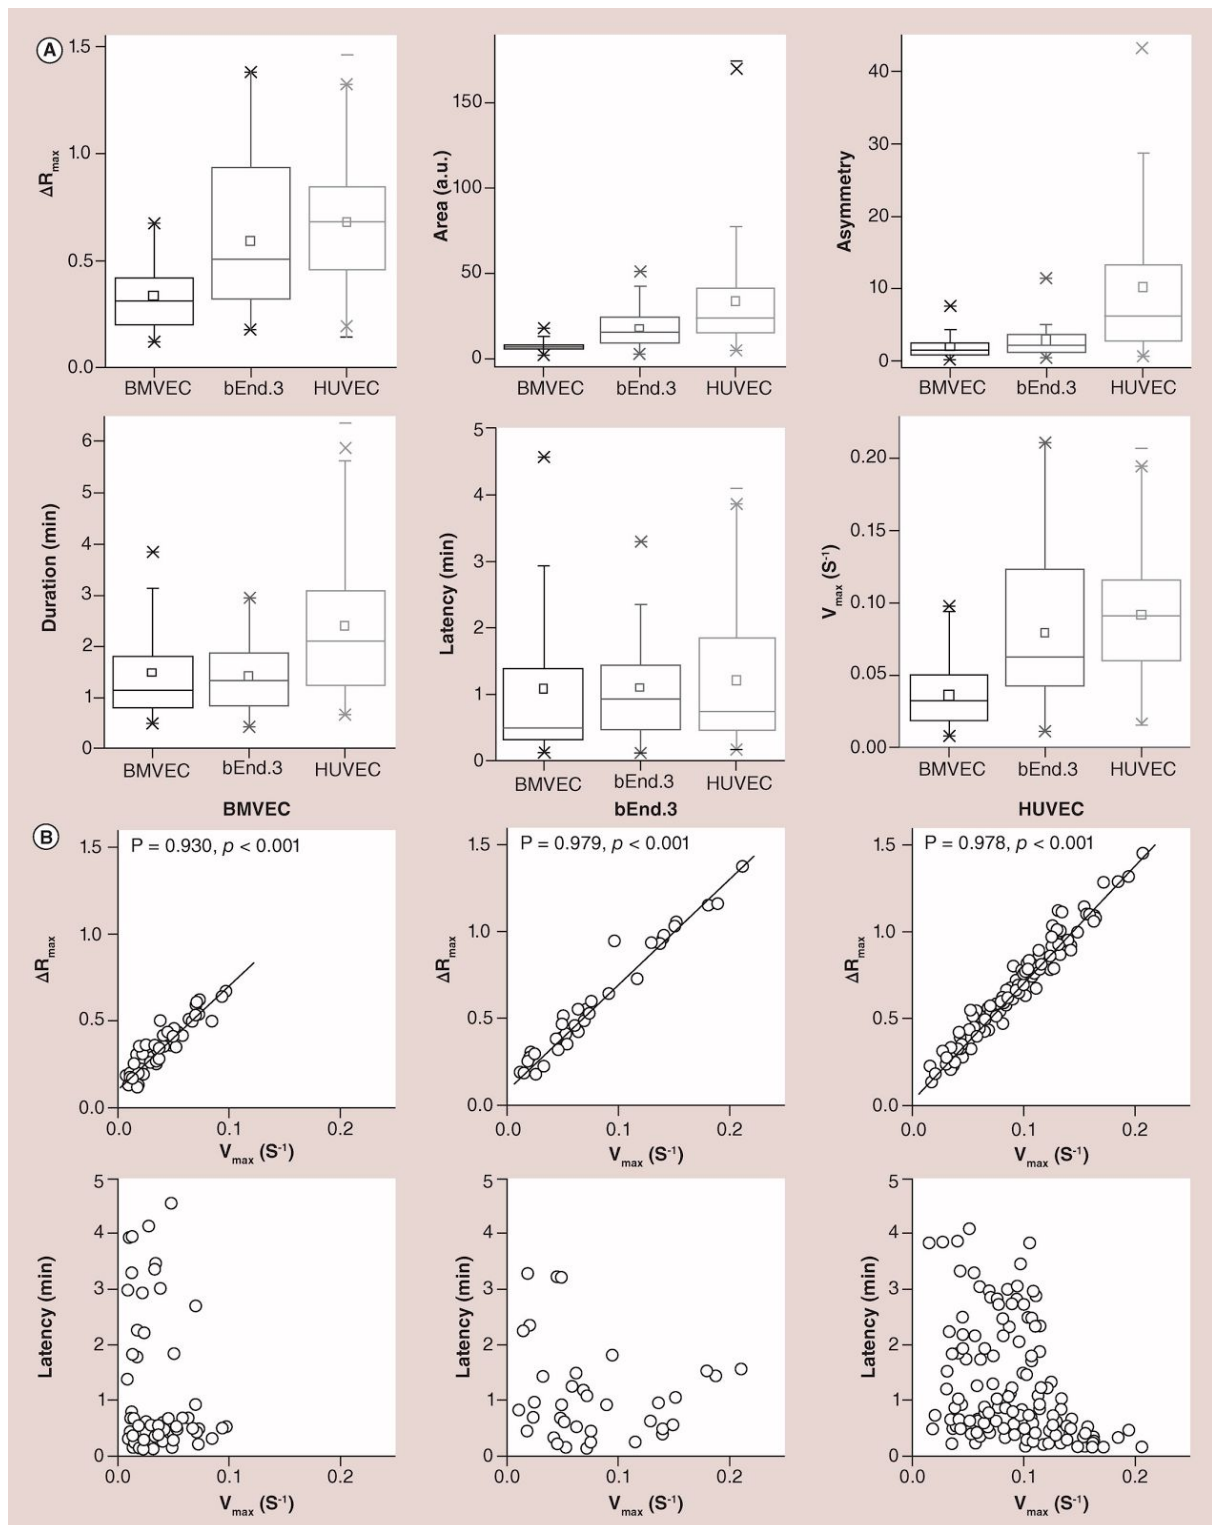 A
1.5
1.0
0.5
0.0
ΔRmax
BMVEC bEnd.3 HUVEC
150
100
50
0
Area (a.u.)
BMVEC bEnd.3 HUVEC
40
30
20
10
0
Asymmetry
BMVEC bEnd.3 HUVEC
6
5
4
3
2
1
0
Duration (min)
BMVEC bEnd.3 HUVEC
5
4
3
2
1
0
Latency (min)
BMVEC bEnd.3 HUVEC
0.20
0.15
0.10
0.05
0.00
Vmax (S-1)
BMVEC bEnd.3 HUVEC
B
BMVEC
P = 0.930, p < 0.001
1.5
1.0
0.5
0.0
ΔRmax
0.0 0.1 0.2
Vmax (S-1)
bEnd.3
P = 0.979, p < 0.001
1.5
1.0
0.5
0.0
ΔRmax
0.0 0.1 0.2
Vmax (S-1)
HUVEC
P = 0.978, p < 0.001
1.5
1.0
0.5
0.0
ΔRmax
0.0 0.1 0.2
Vmax (S-1)
5
4
3
2
1
0
Latency (min)
0.0 0.1 0.2
Vmax (S-1)
5
4
3
2
1
0
Latency (min)
0.0 0.1 0.2
Vmax (S-1)
5
4
3
2
1
0
Latency (min)
0.0 0.1 0.2
Vmax (S-1)